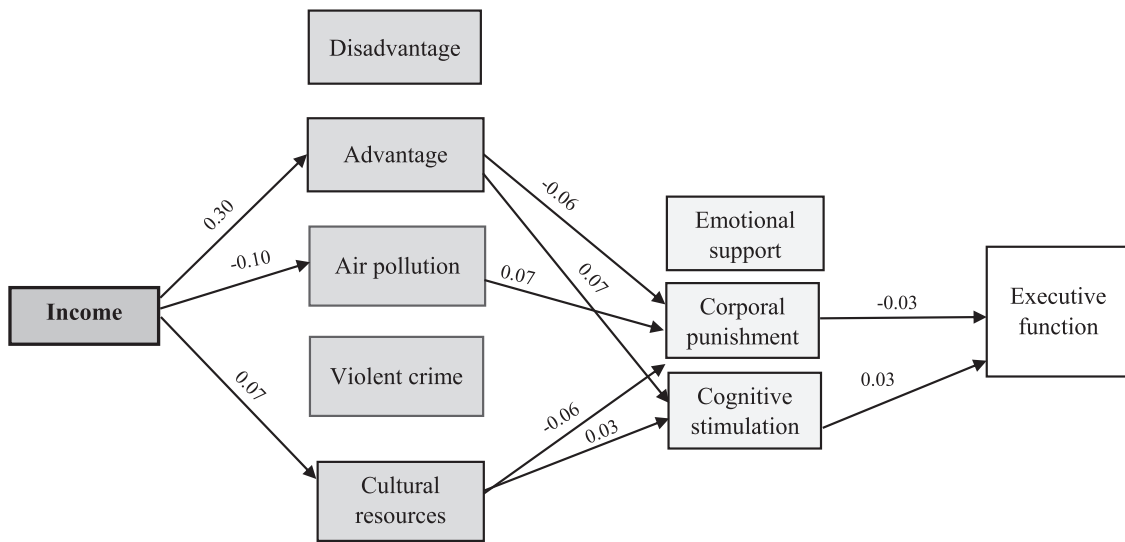 Disadvantage
Advantage
0.30
-0.06
Emotional
support
-0.10
Air pollution
0.07
0.07
Income
Corporal
punishment
-0.03
Executive
function
0.07
Violent crime
-0.06
0.03
Cognitive
stimulation
0.03
Cultural
resources